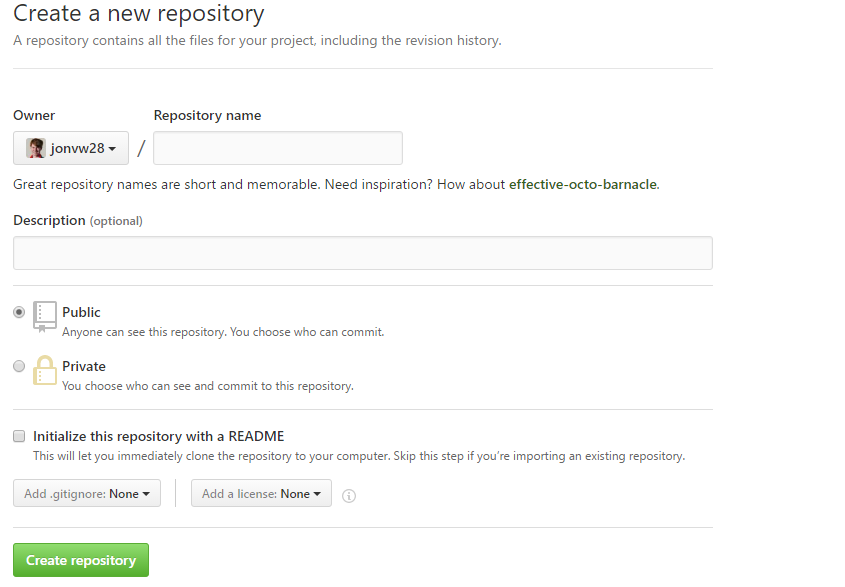 Create a new repository
A repository contains all the files for your project, including the revision history.
Owner Repository name
jonvw28 /
Great repository names are short and memorable. Need inspiration? How about effective-octo-barnacle.
Description (optional)
Public
Anyone can see this repository. You choose who can commit.
Private
You choose who can see and commit to this repository.
Initialize this repository with a README
This will let you immediately clone the repository to your computer. Skip this step if you’re importing an existing repository.
Add .gitignore: None Add a license: None
Create repository